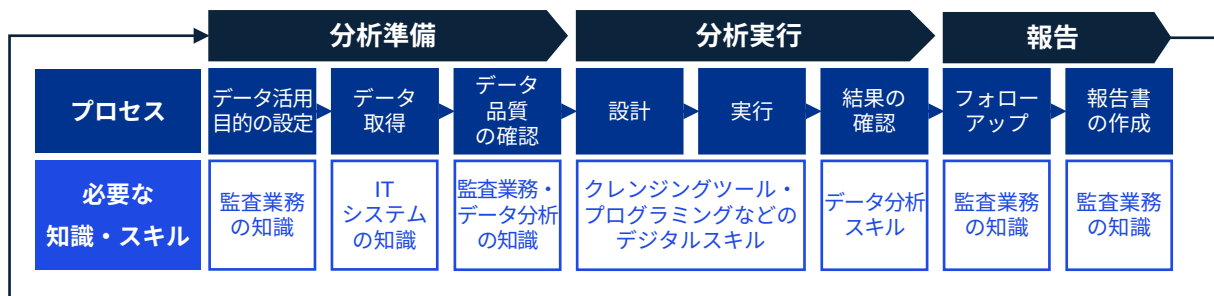 分析準備
分析実行
報告
プロセス
データ活用
目的の設定
データ
取得
データ
品質
の確認
設計
実行
結果の
確認
フォロー
アップ
報告書
の作成
必要な
知識・スキル
監査業務
の知識
IT
システム
の知識
監査業務・
データ分析
の知識
クレンジングツール・
プログラミングなどの
デジタルスキル
データ分析
スキル
監査業務
の知識
監査業務
の知識